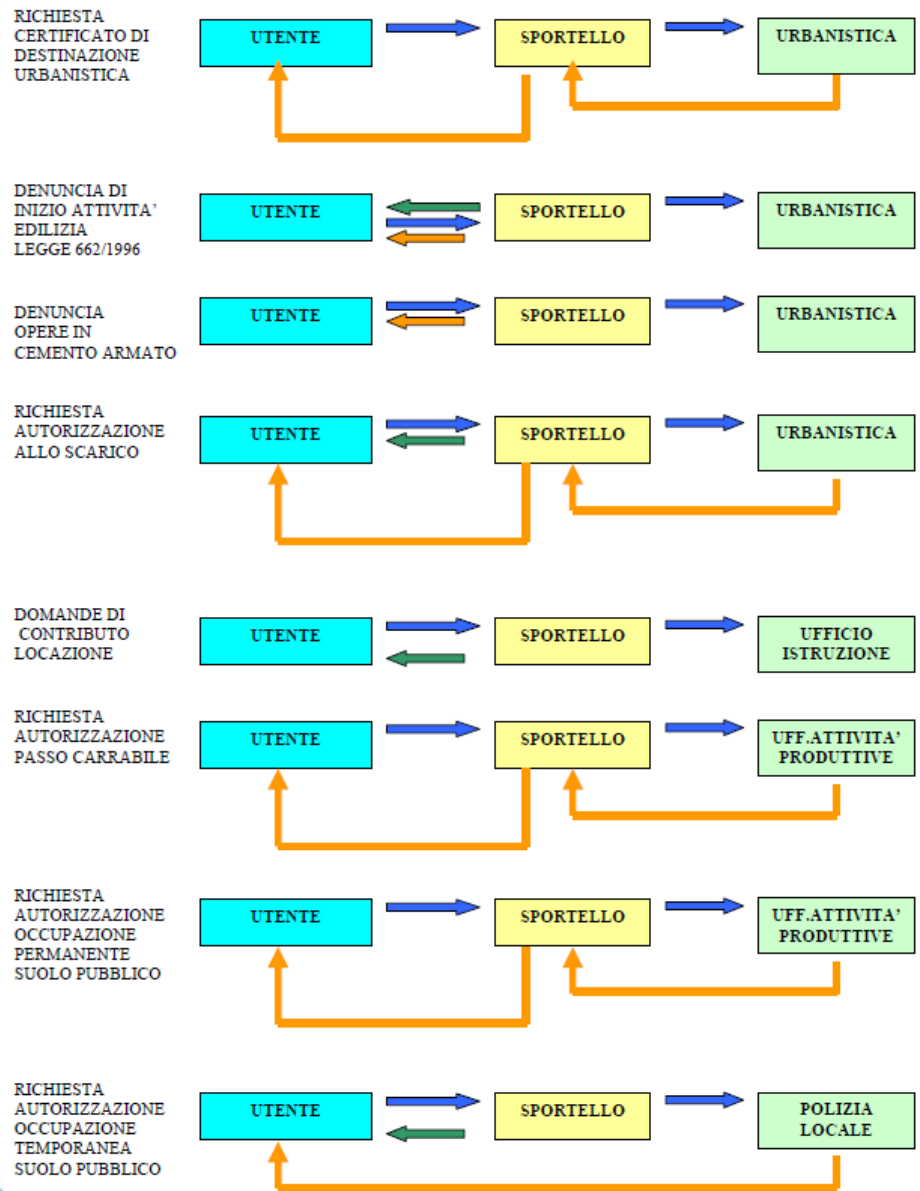 RICHIESTA
CERTIFICATO DI
DESTINAZIONE
URBANISTICA
UTENTE
SPORTELLO
URBANISTICA
DENUNCIA DI
INIZIO ATTIVITA'
EDILIZIA
LEGGE 662/1996
UTENTE
SPORTELLO
URBANISTICA
DENUNCIA
OPERE IN
CEMENTO ARMATO
UTENTE
SPORTELLO
URBANISTICA
RICHIESTA
AUTORIZZAZIONE
ALLO SCARICO
UTENTE
SPORTELLO
URBANISTICA
DOMANDE DI
CONTRIBUTO
LOCAZIONE
UTENTE
SPORTELLO
UFFICIO
ISTRUZIONE
RICHIESTA
AUTORIZZAZIONE
PASSO CARRABILE
UTENTE
SPORTELLO
UFF.ATTIVITA'
PRODUTTIVE
RICHIESTA
AUTORIZZAZIONE
OCCUPAZIONE
PERMANENTE
SUOLO PUBBLICO
UTENTE
SPORTELLO
UFF.ATTIVITA'
PRODUTTIVE
RICHIESTA
AUTORIZZAZIONE
OCCUPAZIONE
TEMPORANEA
SUOLO PUBBLICO
UTENTE
SPORTELLO
POLIZIA
LOCALE